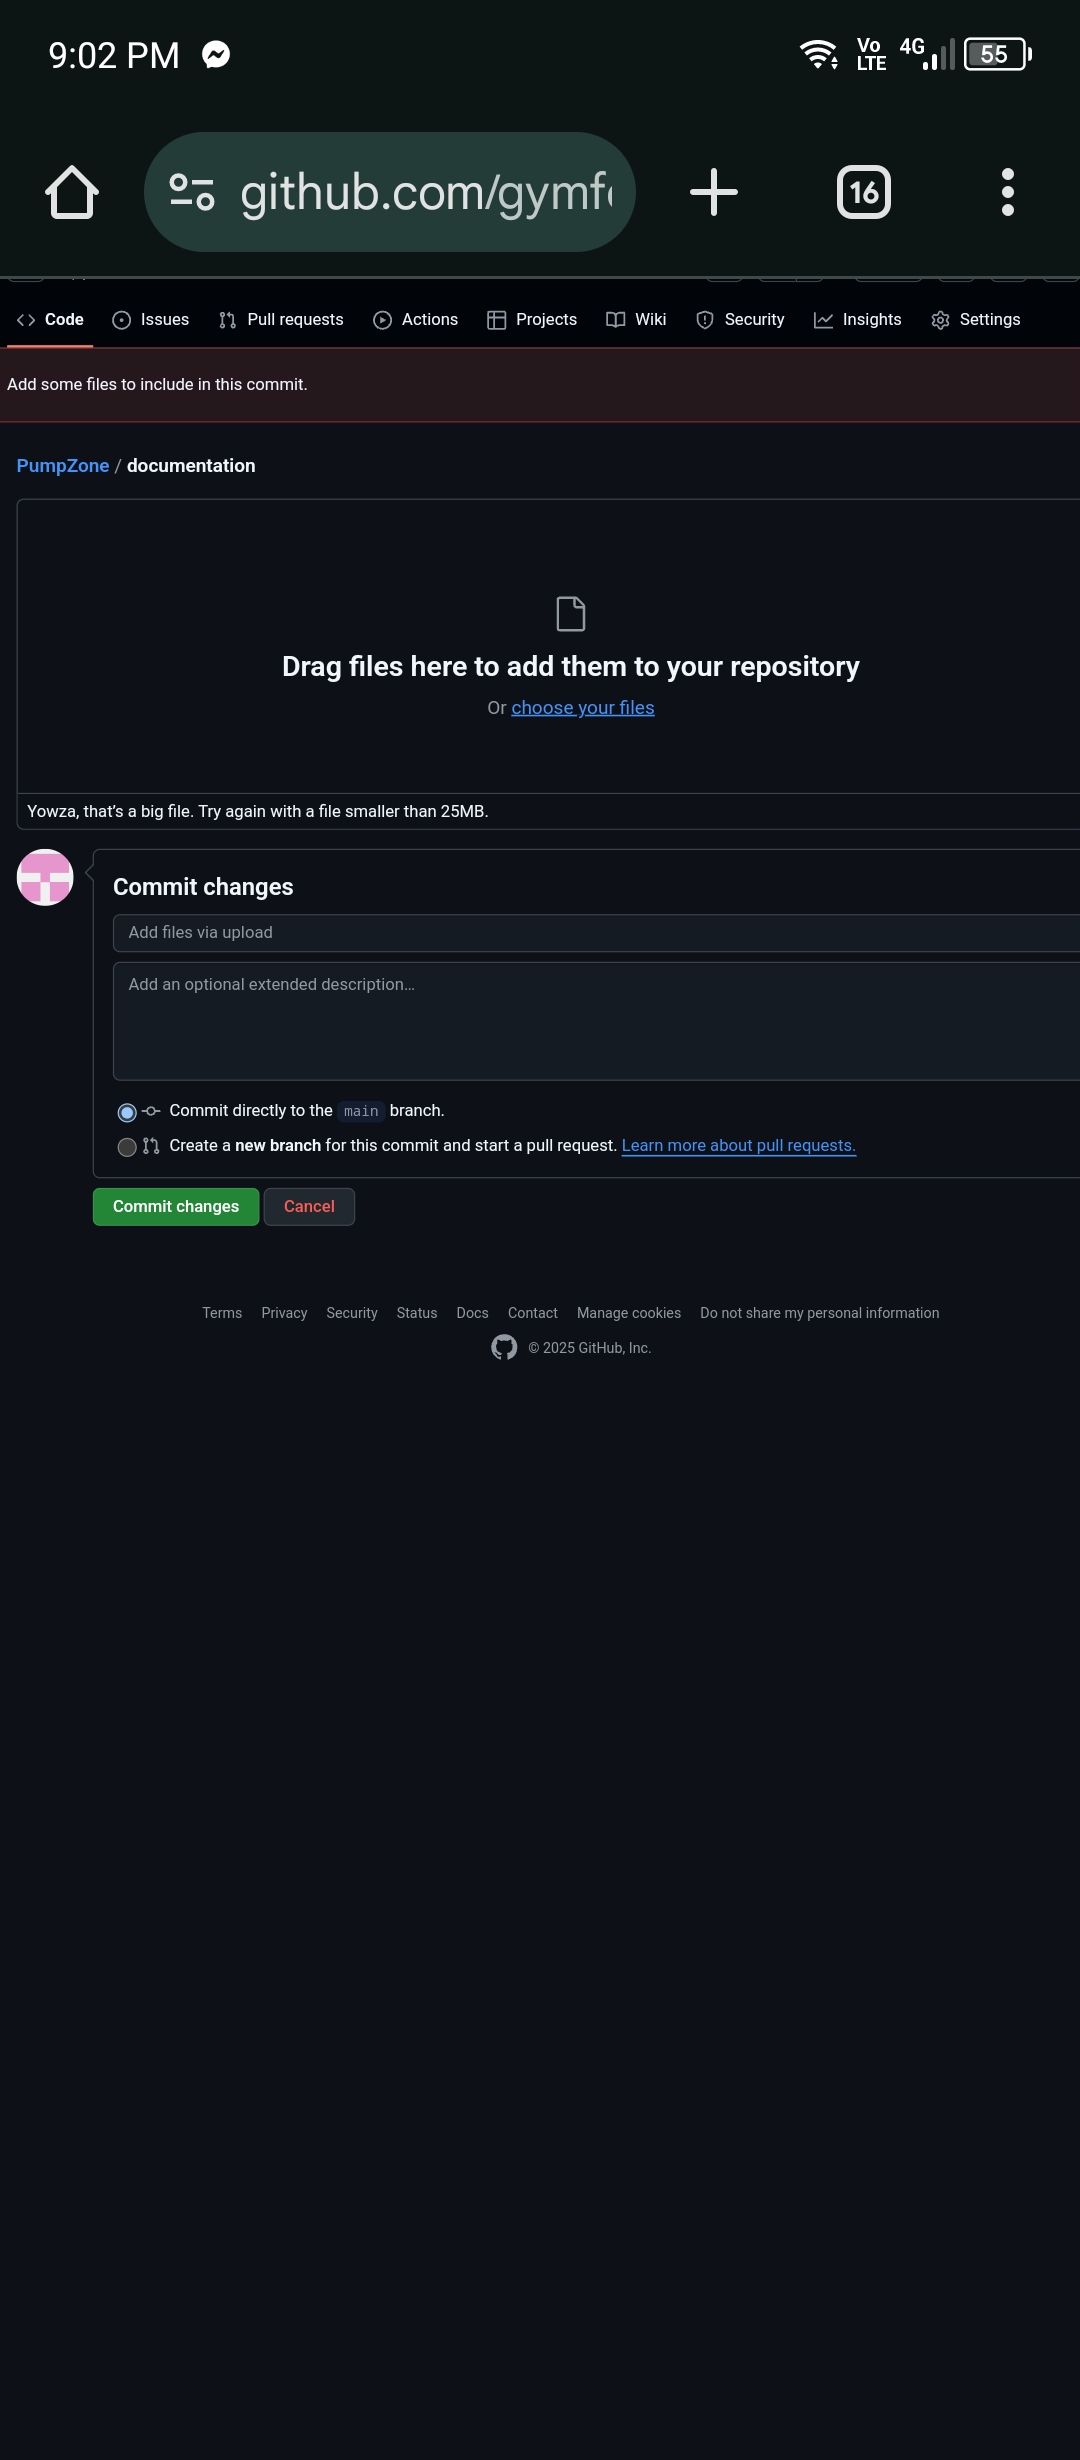 9:02 PM
Vo LTE 4G 55
github.com/gymf
16
Code Issues Pull requests Actions Projects Wiki Security Insights Settings
Add some files to include in this commit.
PumpZone / documentation
Drag files here to add them to your repository
Or choose your files
Yowza, that’s a big file. Try again with a file smaller than 25MB.
Commit changes
Add files via upload
Add an optional extended description…
Commit directly to the main branch.
Create a new branch for this commit and start a pull request. Learn more about pull requests.
Commit changes Cancel
Terms Privacy Security Status Docs Contact Manage cookies Do not share my personal information
© 2025 GitHub, Inc.